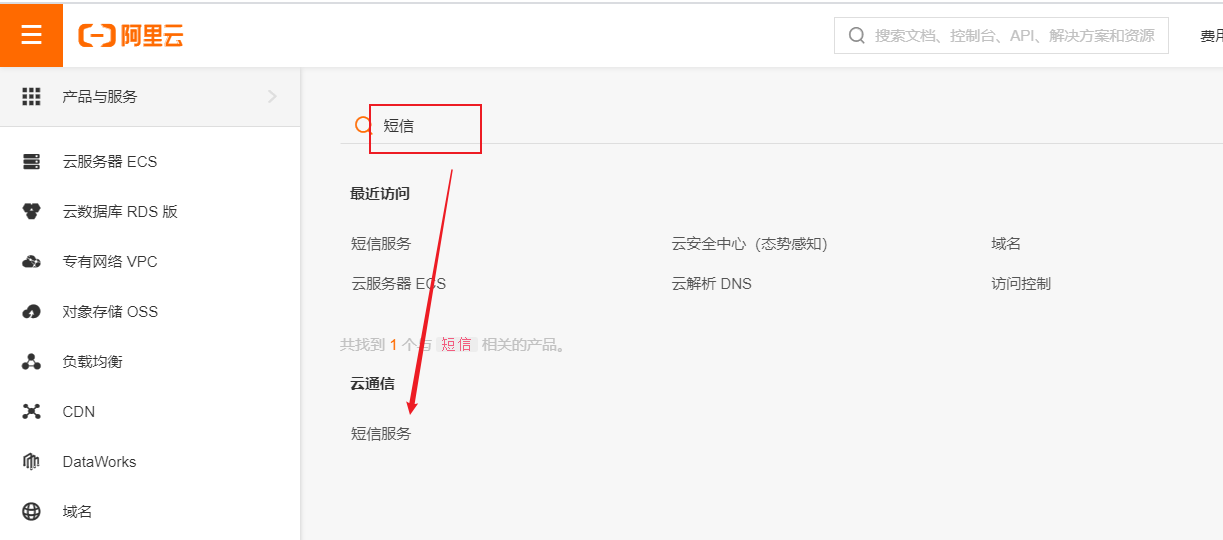 阿里云
搜索文档、控制台、API、解决方案和资源
费用
产品与服务
云服务器 ECS
云数据库 RDS 版
专有网络 VPC
对象存储 OSS
负载均衡
CDN
DataWorks
域名
短信
最近访问
短信服务 云安全中心（态势感知） 域名
云服务器 ECS 云解析 DNS 访问控制
共找到 1 个与 短信 相关的产品。
云通信
短信服务